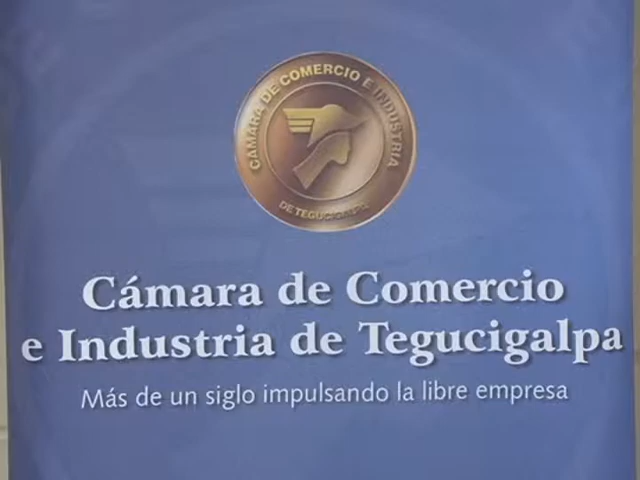 CAMARA DE COMERCIO E INDUSTRIA
DE TEGUCIGALPA
Cámara de Comercio
e Industria de Tegucigalpa
Más de un siglo impulsando la libre empresa